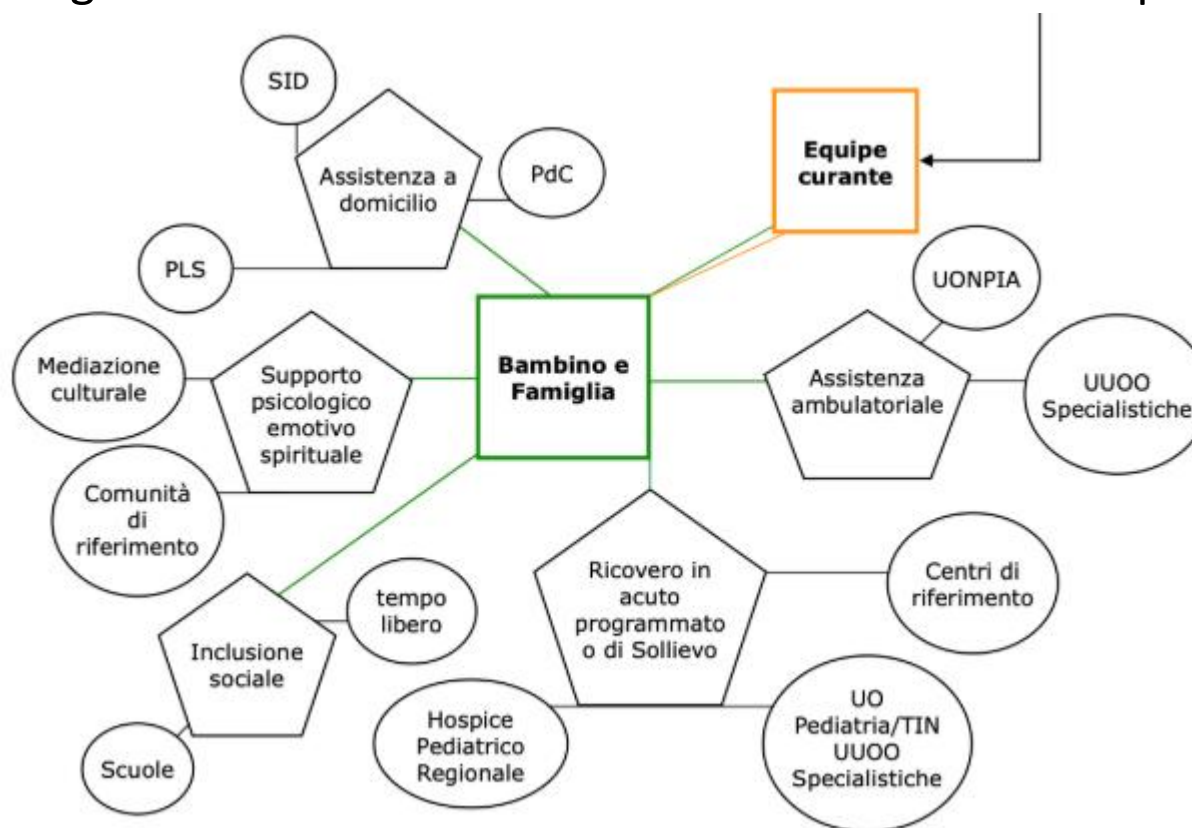 SID
Assistenza a
domicilio
PdC
PLS
Equipe
curante
UONPIA
Mediazione
culturale
Supporto
psicologico
emotivo
spirituale
Bambino e
Famiglia
Assistenza
ambulatoriale
UUOO
Specialistiche
Comunità
di
riferimento
Ricovero in
acuto
programmato
o di Sollievo
Centri di
riferimento
tempo
libero
Inclusione
sociale
Scuole
Hospice
Pediatrico
Regionale
UO
Pediatria/TIN
UUOO
Specialistiche